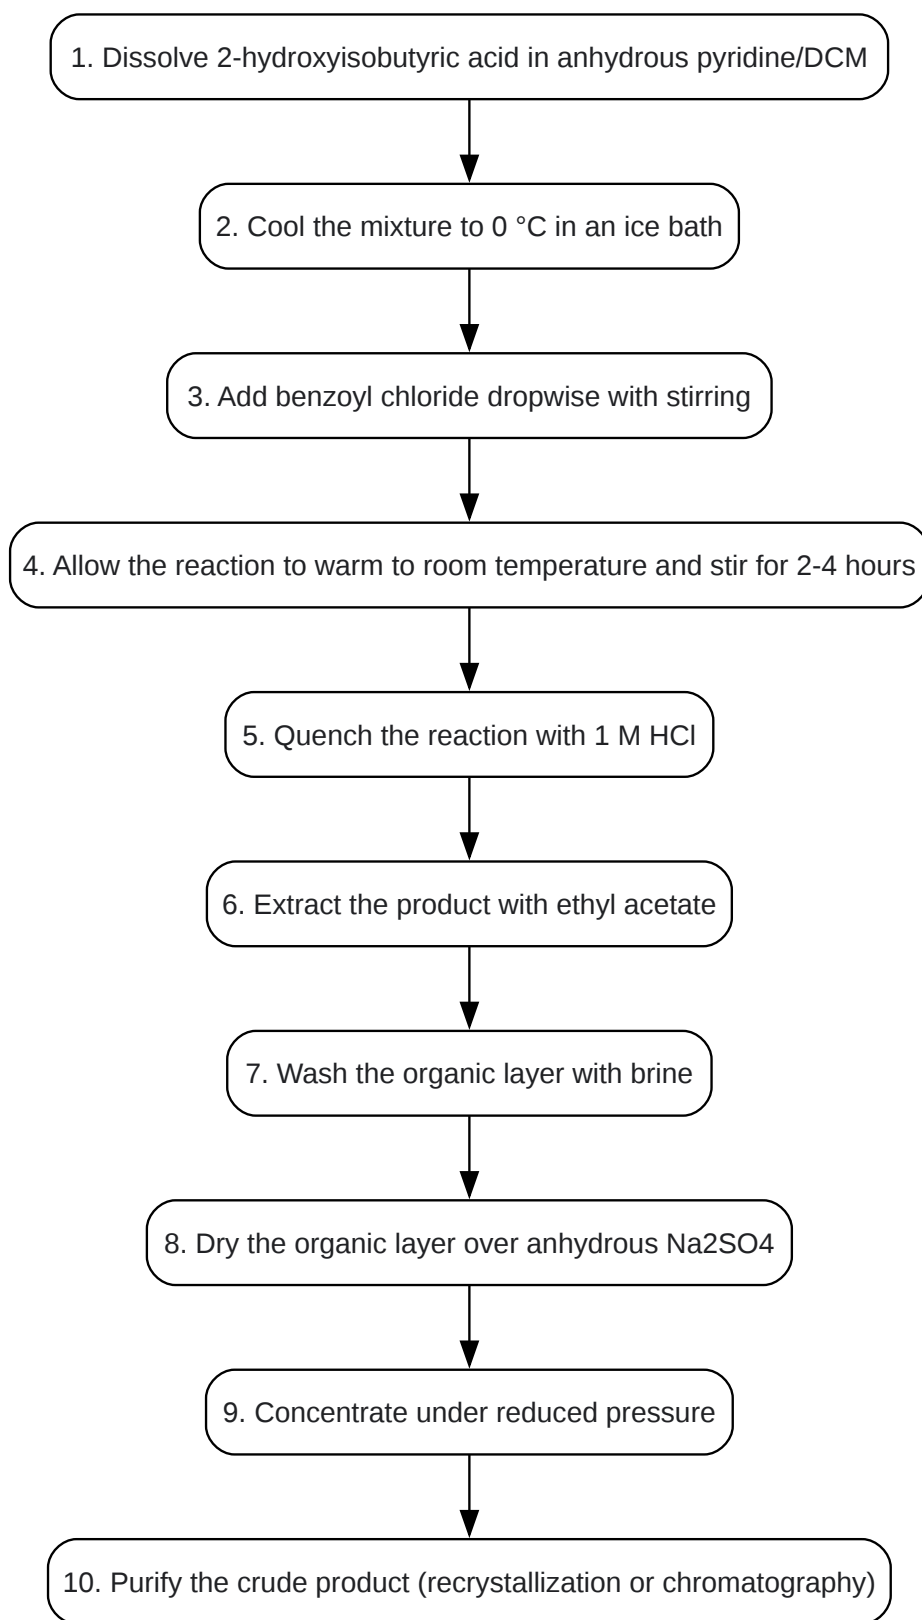 1. Dissolve 2-hydroxyisobutyric acid in anhydrous pyridine/DCM
2. Cool the mixture to 0 °C in an ice bath
3. Add benzoyl chloride dropwise with stirring
4. Allow the reaction to warm to room temperature and stir for 2-4 hours
5. Quench the reaction with 1 M HCl
6. Extract the product with ethyl acetate
7. Wash the organic layer with brine
8. Dry the organic layer over anhydrous Na2SO4
9. Concentrate under reduced pressure
10. Purify the crude product (recrystallization or chromatography)